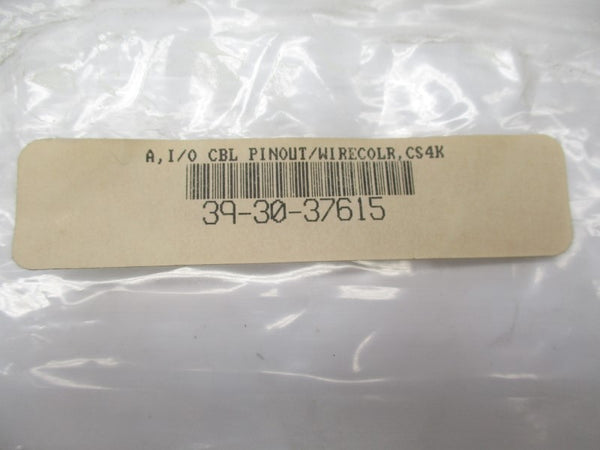 A,I/O CBL PINOUT/WIRECOLR,CS4K
39-30-37615